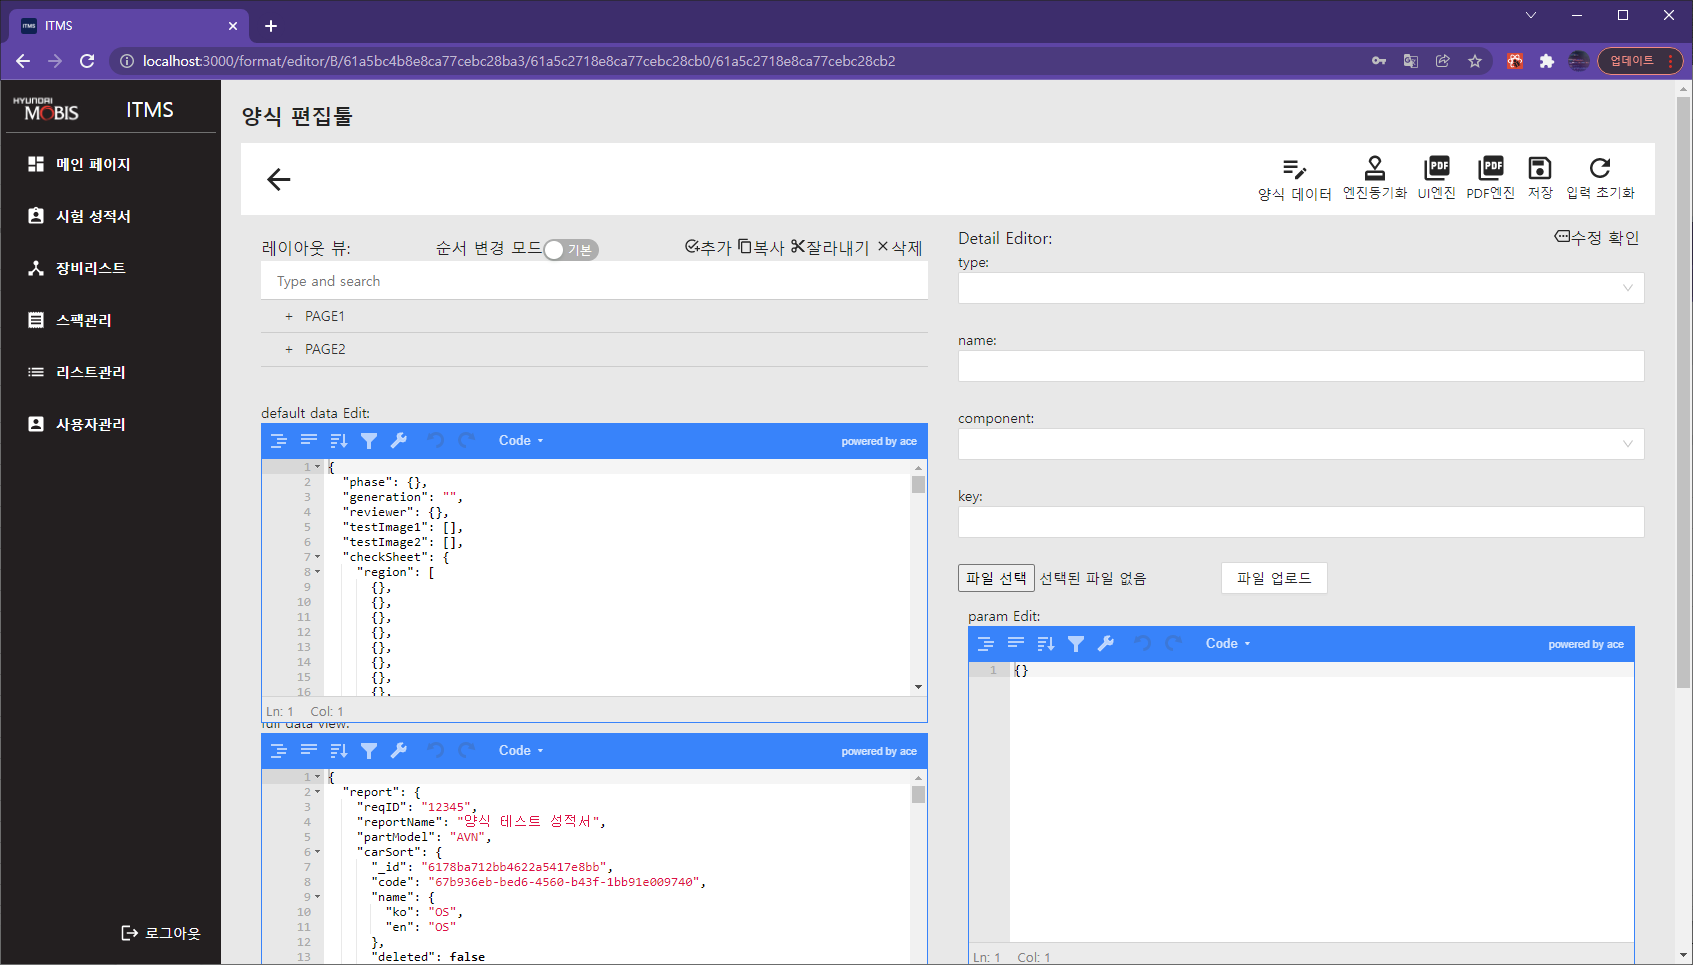 ITMS
localhost:3000/format/editor/B/61a5bc4b8e8ca77cebc28ba3/61a5c2718e8ca77cebc28cb0/61a5c2718e8ca77cebc28cb2
업데이트
HYUNDAI
MOBIS
ITMS
메인 페이지
시험 성적서
장비리스트
스팩관리
리스트관리
사용자관리
로그아웃
양식 편집툴
양식 데이터
엔진동기화
PDF
UI엔진
PDF
PDF엔진
저장
입력 초기화
레이아웃 뷰:
순서 변경 모드 기본
추가 복사 잘라내기 삭제
Type and search
+ PAGE1
+ PAGE2
default data Edit:
Code
powered by ace
1 {
2 "phase": {},
3 "generation": "",
4 "reviewer": {},
5 "testImage1": [],
6 "testImage2": [],
7 "checkSheet": {
8 "region": [
9 {},
10 {},
11 {},
12 {},
13 {},
14 {},
15 {},
16 {},
Ln: 1 Col: 1
full data view:
Code
powered by ace
1 {
2 "report": {
3 "reqID": "12345",
4 "reportName": "양식 테스트 성적서",
5 "partModel": "AVN",
6 "carSort": {
7 "_id": "6178ba712bb4622a5417e8bb",
8 "code": "67b936eb-bed6-4560-b43f-1bb91e009740",
9 "name": {
10 "ko": "OS",
11 "en": "OS"
12 },
13 "deleted": false
Detail Editor:
수정 확인
type:
name:
component:
key:
파일 선택 선택된 파일 없음
파일 업로드
param Edit:
Code
powered by ace
1 {}
Ln: 1 Col: 1